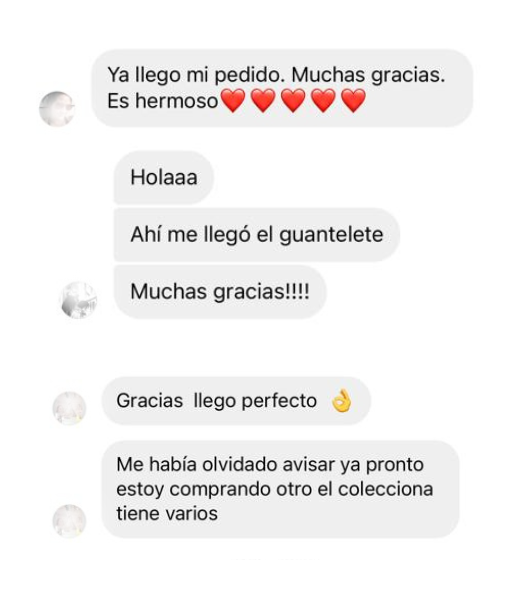 Ya llego mi pedido. Muchas gracias.
Es hermoso❤️❤️❤️❤️❤️
Holaaa
Ahí me llegó el guantelete
Muchas gracias!!!!
Gracias llego perfecto 👌
Me había olvidado avisar ya pronto
estoy comprando otro el colecciona
tiene varios